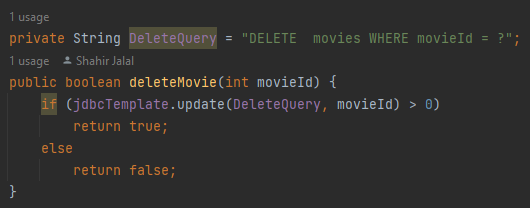 1 usage
private String DeleteQuery = "DELETE  movies WHERE movieId = ?";
1 usage   Shahir Jalal
public boolean deleteMovie(int movieId) {
    if (jdbcTemplate.update(DeleteQuery, movieId) > 0)
        return true;
    else
        return false;
}